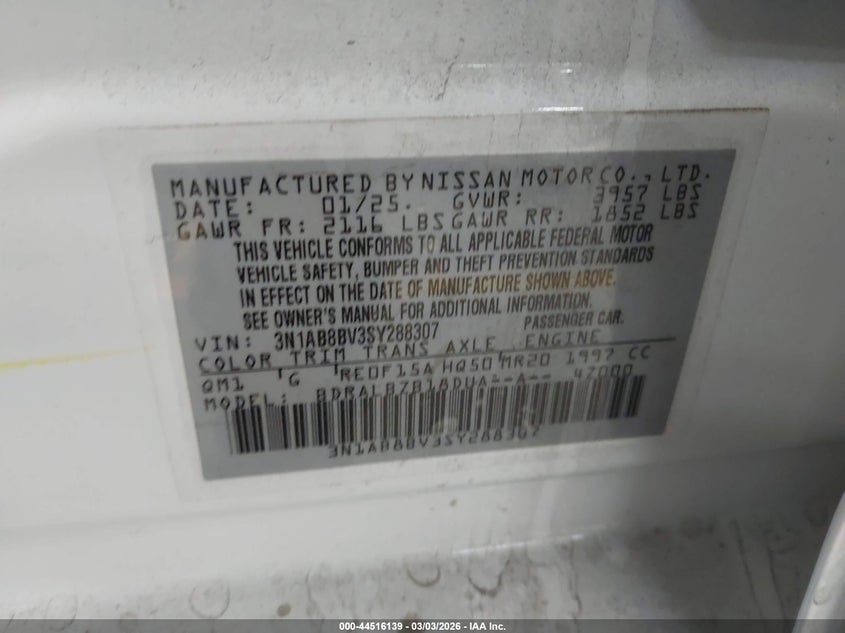 MANUFACTURED BY NISSAN MOTOR CO., LTD.
DATE: 01/25. GVWR: 3957 LBS
GAWR FR: 2116 LBS GAWR RR: 1852 LBS
THIS VEHICLE CONFORMS TO ALL APPLICABLE FEDERAL MOTOR
VEHICLE SAFETY, BUMPER AND THEFT PREVENTION STANDARDS
IN EFFECT ON THE DATE OF MANUFACTURE SHOWN ABOVE.
SEE OWNER'S MANUAL FOR ADDITIONAL INFORMATION.
VIN: 3N1AB8BV3SY288307 PASSENGER CAR.
COLOR TRIM TRANS AXLE ENGINE
QM1 G RE0F15A HQ50 MR20 1997 CC
MODEL: BDRALBZB18DUA--A-- 4Z000
3N1AB8BV3SY288307
000-44516139 - 03/03/2026 - IAA Inc.